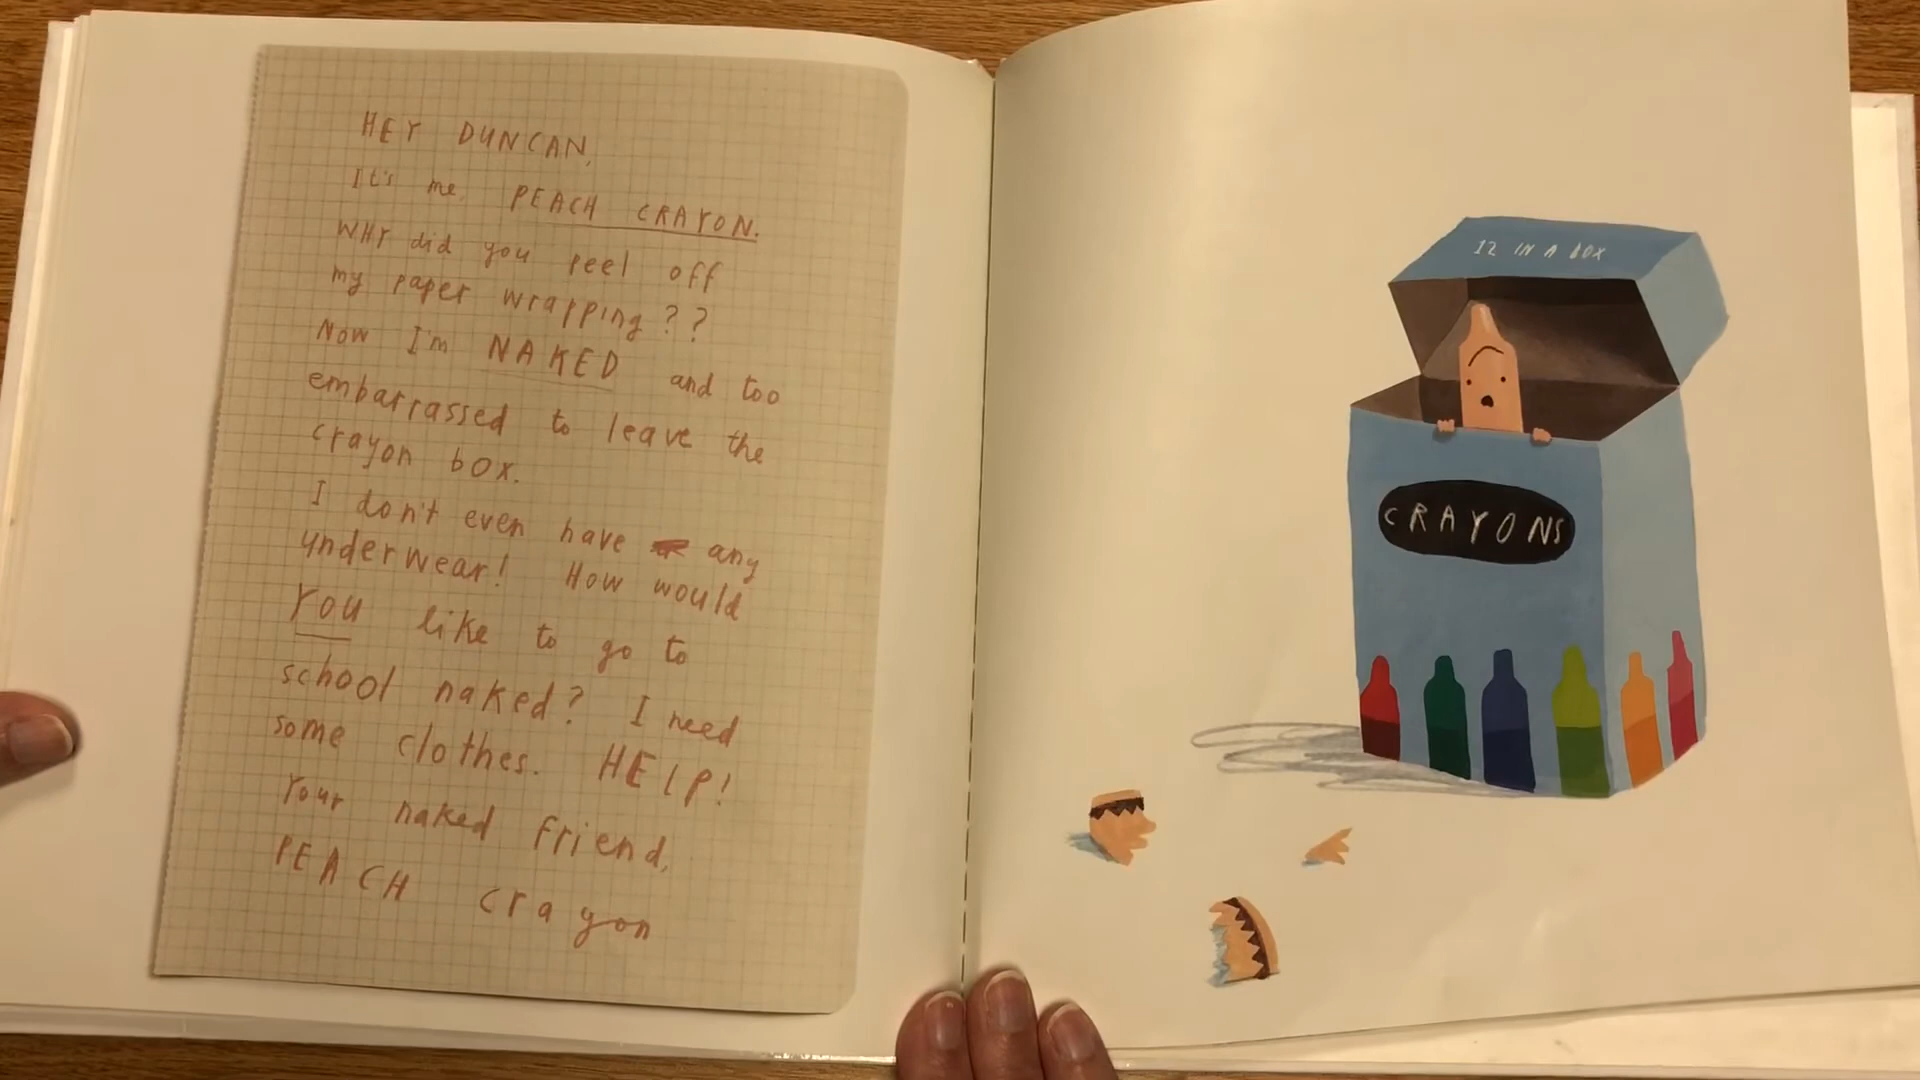 HEY DUNCAN,
It's me, PEACH CRAYON.
WHY did you peel off
my paper wrapping??
Now I'm NAKED and too
embarrassed to leave the
crayon box.
I don't even have any
underwear! How would
YOU like to go to
school naked? I need
some clothes. HELP!
Your naked friend,
PEACH crayon
12 IN A BOX
CRAYONS